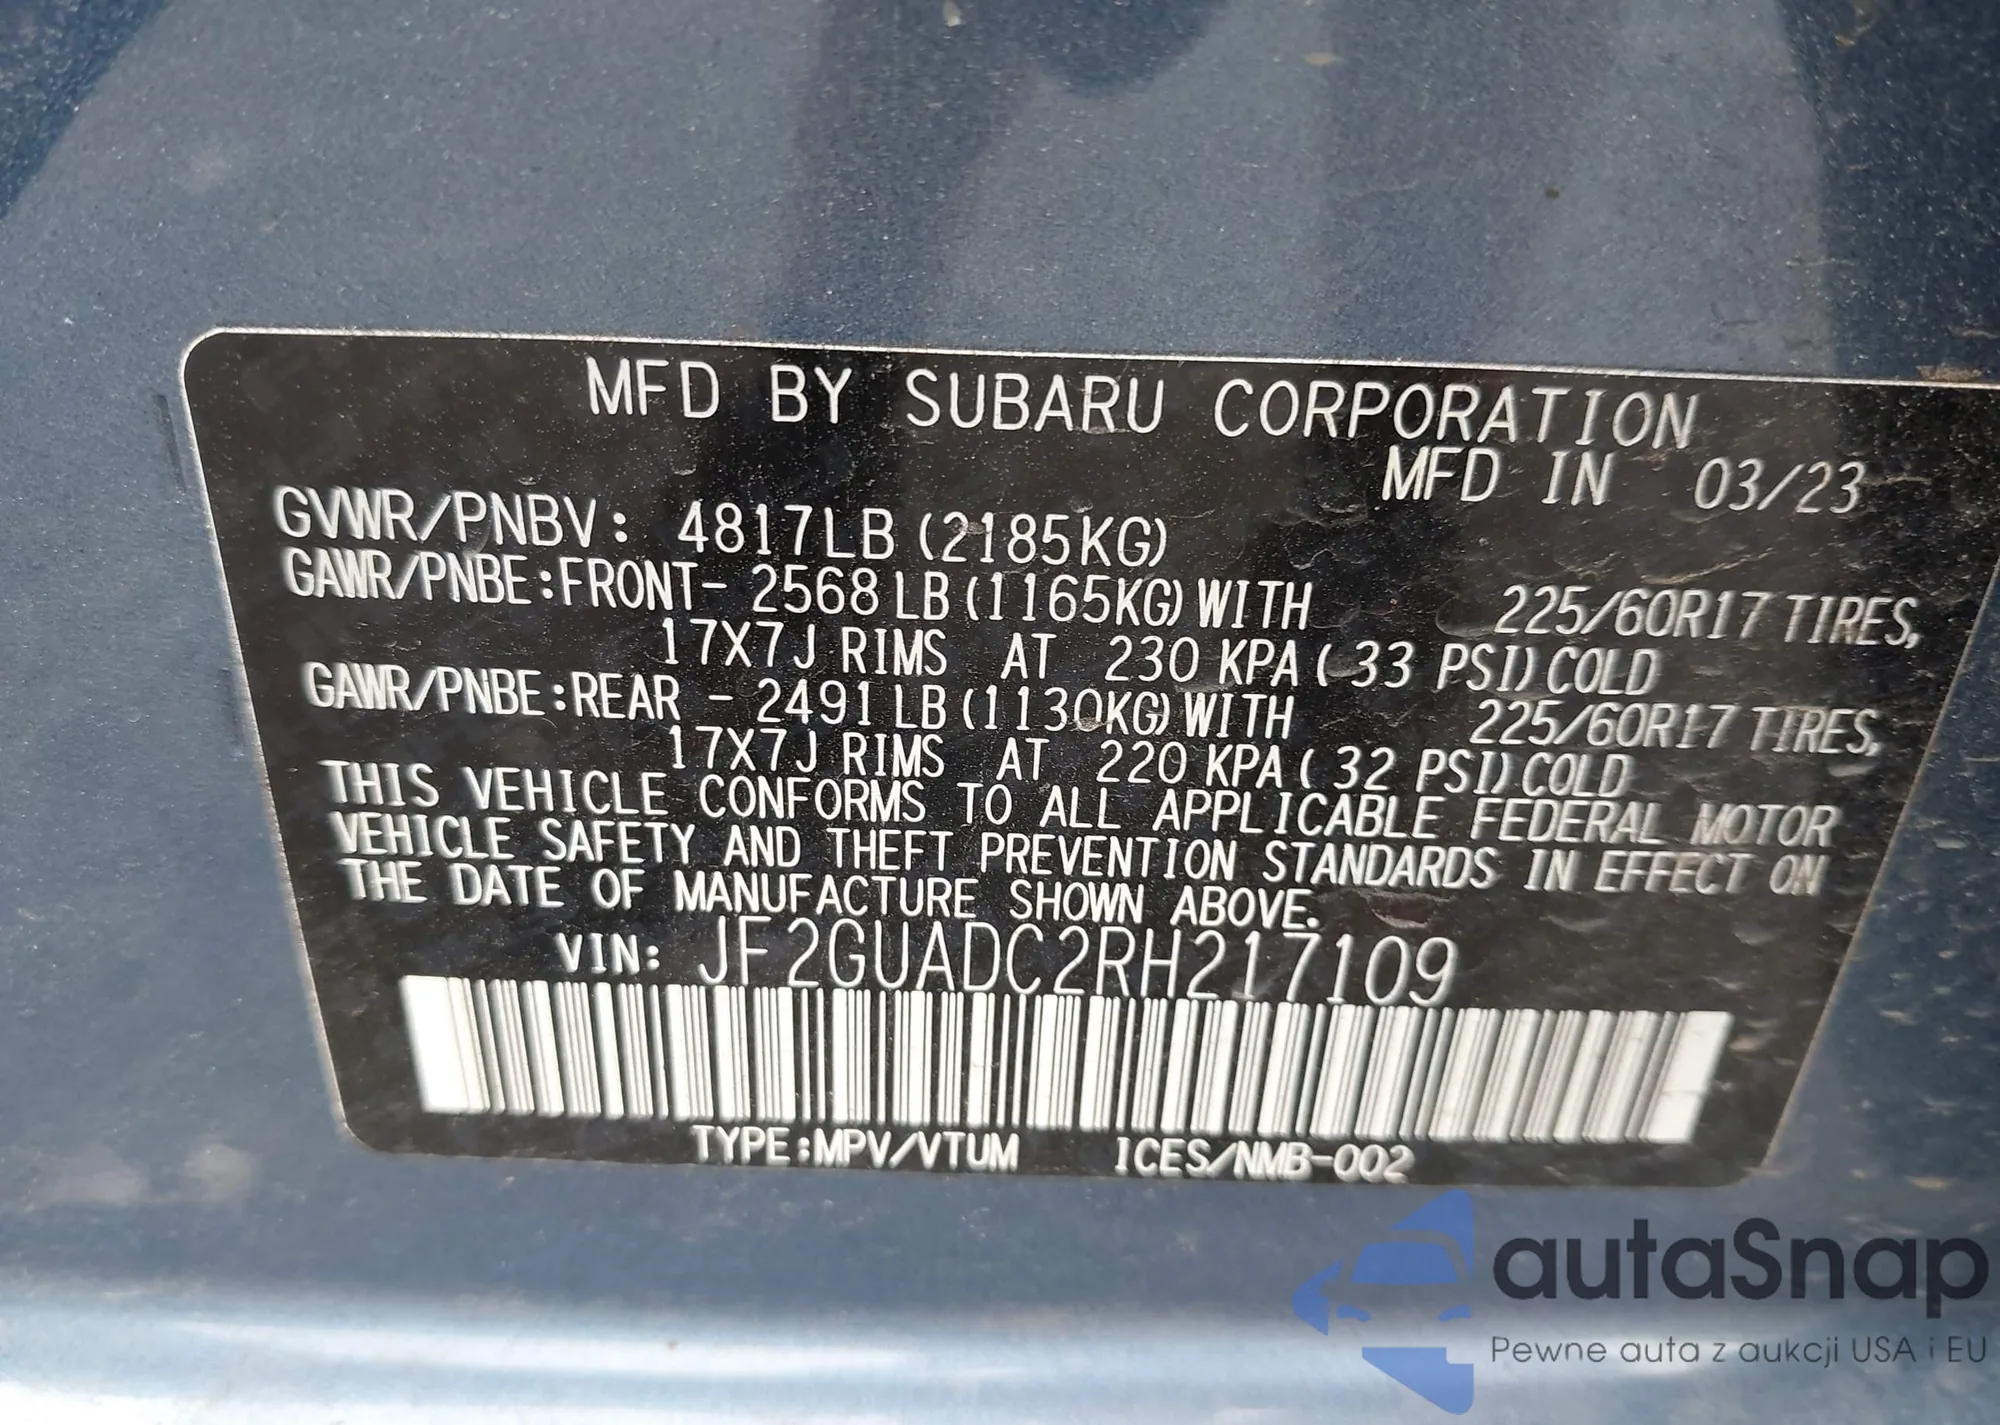 MFD BY SUBARU CORPORATION
MFD IN 03/23
GVWR/PNBV: 4817LB (2185KG)
GAWR/PNBE:FRONT- 2568 LB (1165KG) WITH 225/60R17 TIRES,
17X7J RIMS AT 230 KPA ( 33 PSI) COLD
GAWR/PNBE:REAR - 2491 LB (1130KG) WITH 225/60R17 TIRES,
17X7J RIMS AT 220 KPA ( 32 PSI) COLD
THIS VEHICLE CONFORMS TO ALL APPLICABLE FEDERAL MOTOR
VEHICLE SAFETY AND THEFT PREVENTION STANDARDS IN EFFECT ON
THE DATE OF MANUFACTURE SHOWN ABOVE.
VIN: JF2GUADC2RH217109
TYPE:MPV/VTUM ICES/NMB-002
autaSnap
Pewne auta z aukcji USA i EU